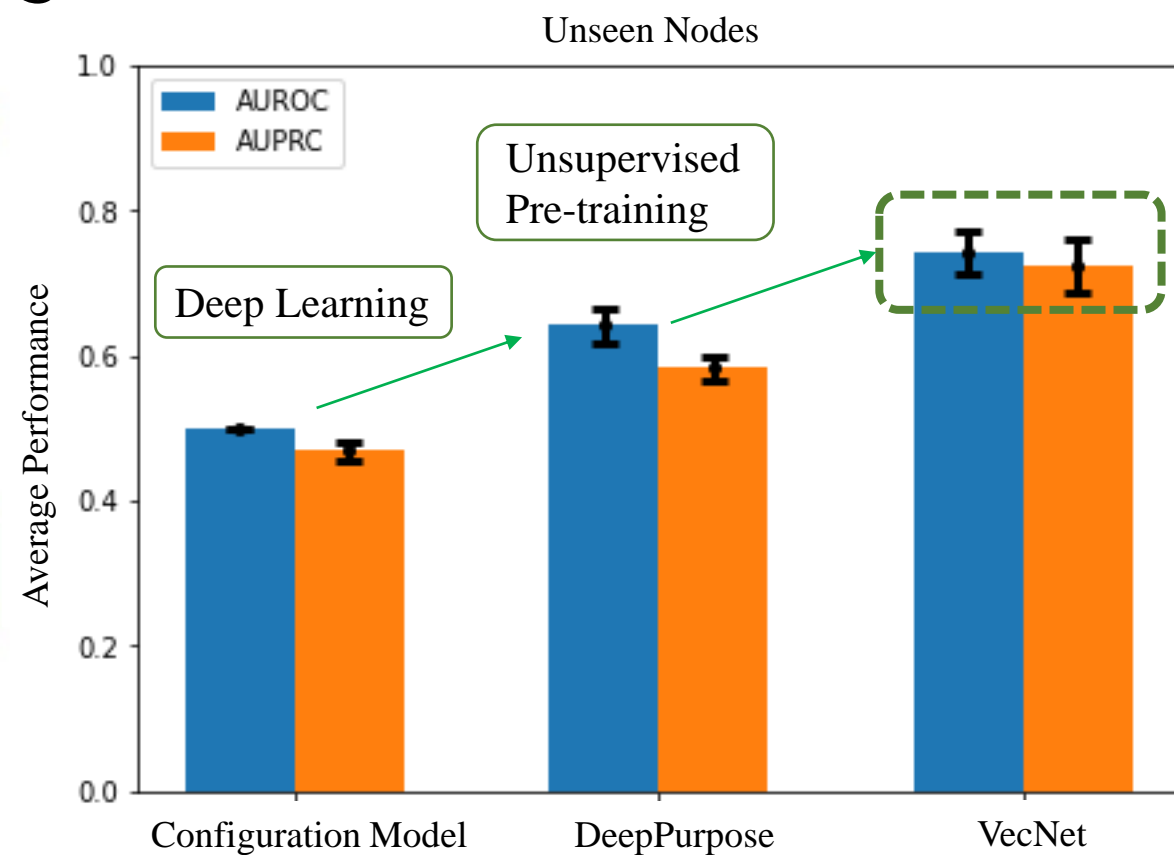 Unseen Nodes
1.0
0.8
0.6
0.4
0.2
0.0
Average Performance
AUROC
AUPRC
Deep Learning
Unsupervised
Pre-training
Configuration Model
DeepPurpose
VecNet